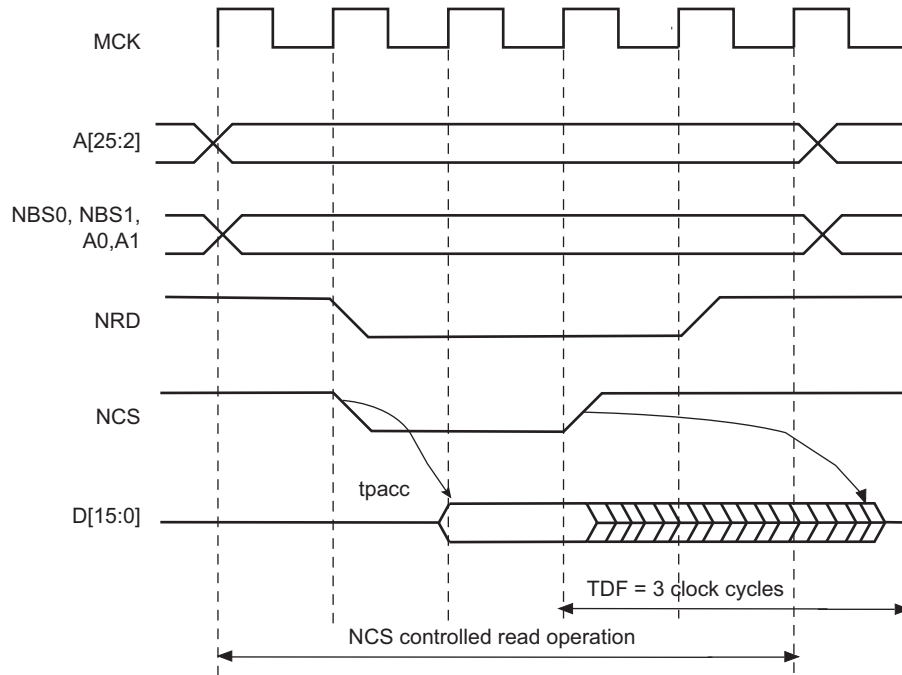 MCK
A[25:2]
NBS0, NBS1,
A0,A1
NRD
NCS
tpacc
D[15:0]
TDF = 3 clock cycles
NCS controlled read operation